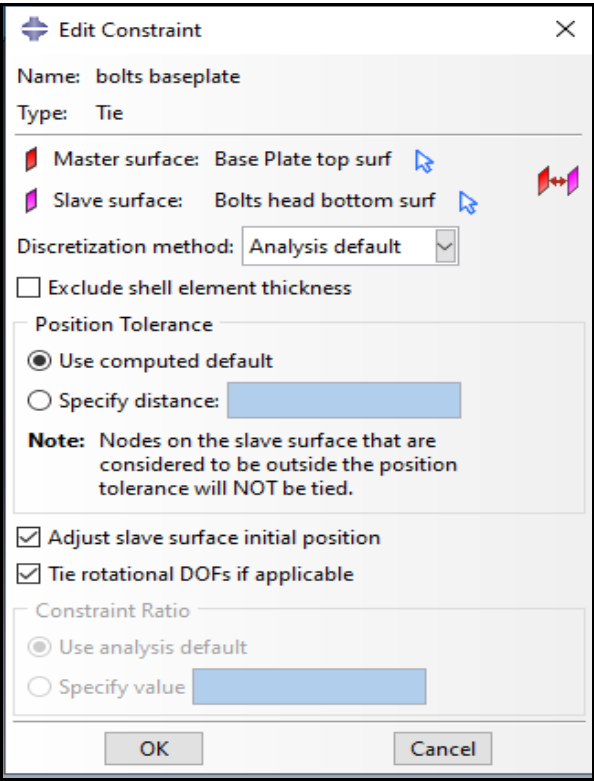 Edit Constraint
Name: bolts baseplate
Type: Tie
Master surface: Base Plate top surf
Slave surface: Bolts head bottom surf
Discretization method: Analysis default
Exclude shell element thickness
Position Tolerance
Use computed default
Specify distance:
Note: Nodes on the slave surface that are
considered to be outside the position
tolerance will NOT be tied.
Adjust slave surface initial position
Tie rotational DOFs if applicable
Constraint Ratio
Use analysis default
Specify value
OK Cancel